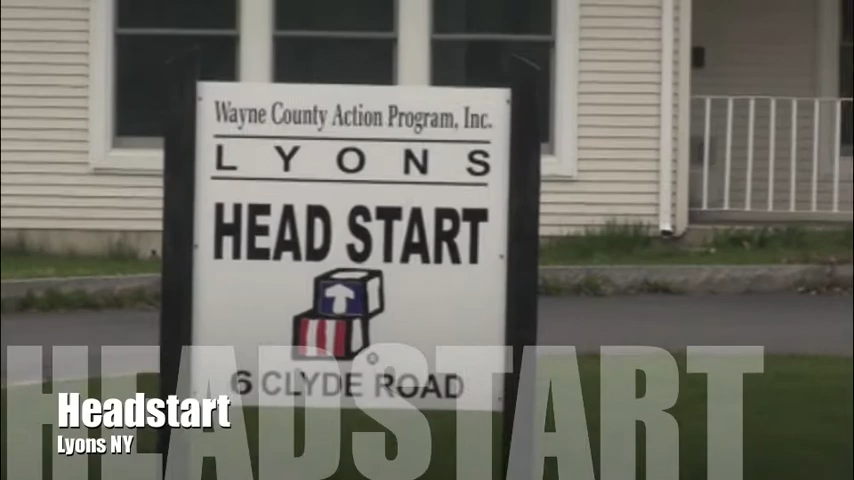 Wayne County Action Program, Inc.
LYONS
HEAD START
6 CLYDE ROAD
HEADSTART
Headstart
Lyons NY